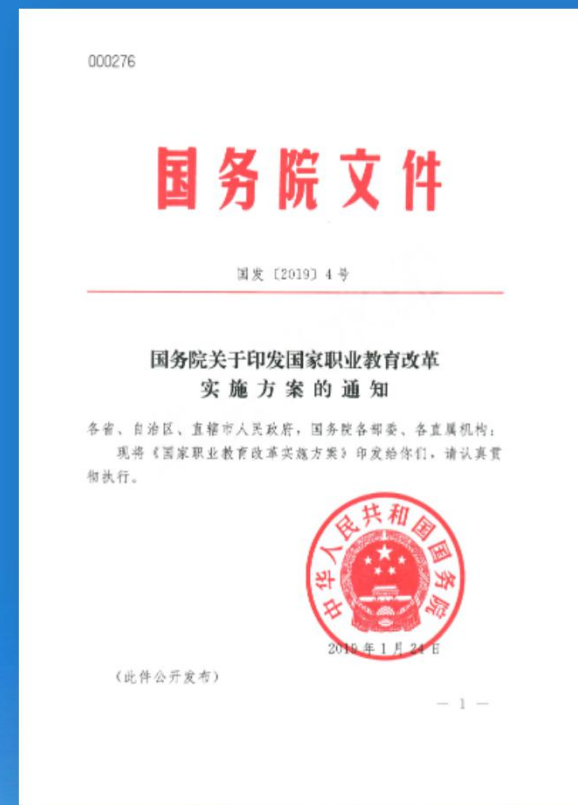 000276
国务院文件
国发〔2019〕4号
国务院关于印发国家职业教育改革
实施方案的通知
各省、自治区、直辖市人民政府，国务院各部委、各直属机构：
现将《国家职业教育改革实施方案》印发给你们，请认真贯
彻执行。
中华人民共和国国务院
2019年1月24日
（此件公开发布）
— 1 —